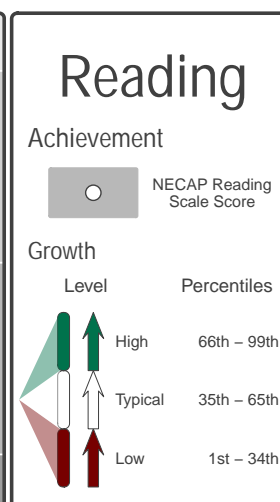 Reading
Achievement
NECAP Reading
Scale Score
Growth
Level Percentiles
High 66th – 99th
Typical 35th – 65th
Low 1st – 34th